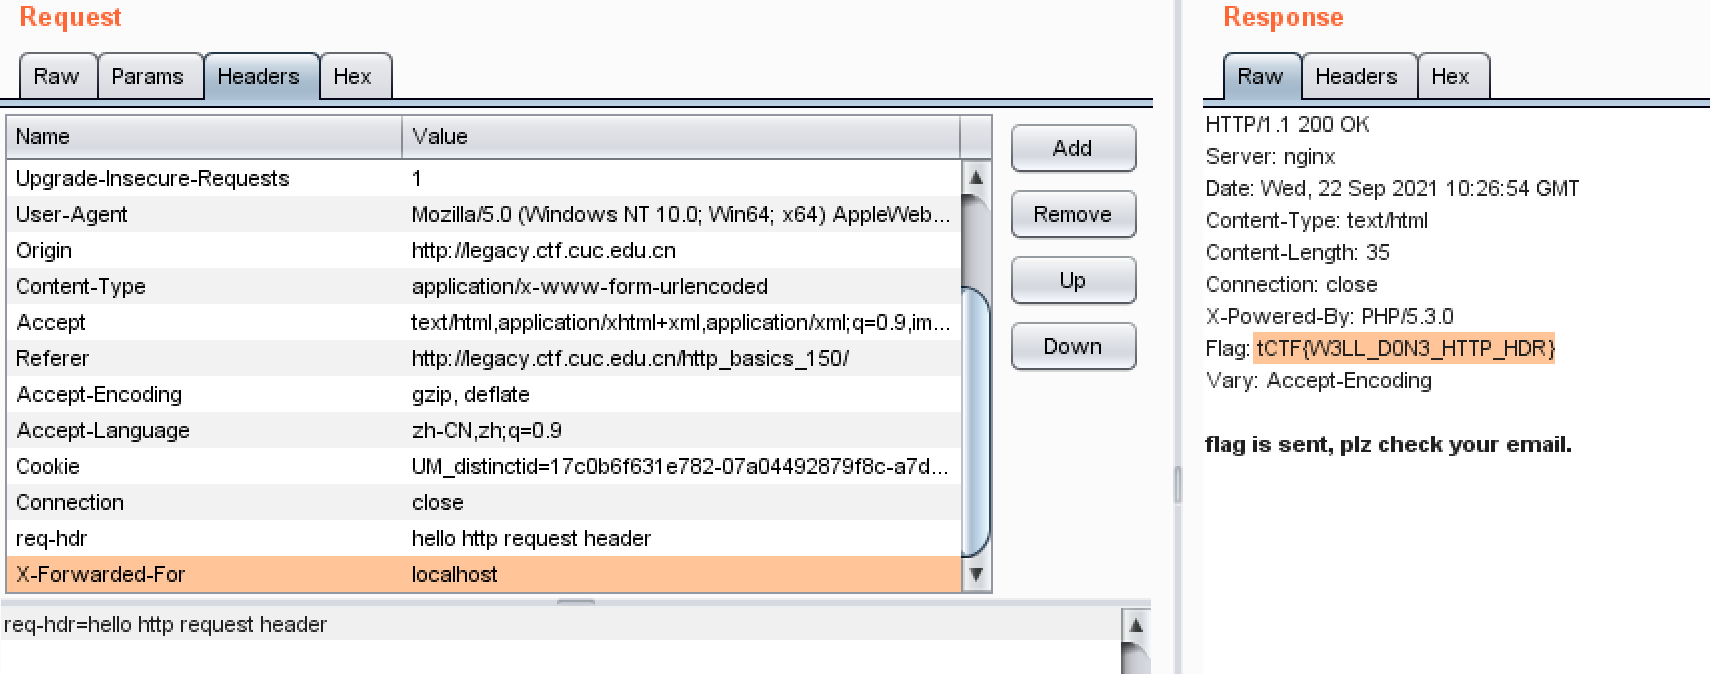 Request
Raw Params Headers Hex
Name Value
Upgrade-Insecure-Requests 1
User-Agent Mozilla/5.0 (Windows NT 10.0; Win64; x64) AppleWeb...
Origin http://legacy.ctf.cuc.edu.cn
Content-Type application/x-www-form-urlencoded
Accept text/html,application/xhtml+xml,application/xml;q=0.9,im...
Referer http://legacy.ctf.cuc.edu.cn/http_basics_150/
Accept-Encoding gzip, deflate
Accept-Language zh-CN,zh;q=0.9
Cookie UM_distinctid=17c0b6f631e782-07a04492879f8c-a7d...
Connection close
req-hdr hello http request header
X-Forwarded-For localhost
Add
Remove
Up
Down
req-hdr=hello http request header
Response
Raw Headers Hex
HTTP/1.1 200 OK
Server: nginx
Date: Wed, 22 Sep 2021 10:26:54 GMT
Content-Type: text/html
Content-Length: 35
Connection: close
X-Powered-By: PHP/5.3.0
Flag: tCTF{W3LL_D0N3_HTTP_HDR}
Vary: Accept-Encoding
flag is sent, plz check your email.